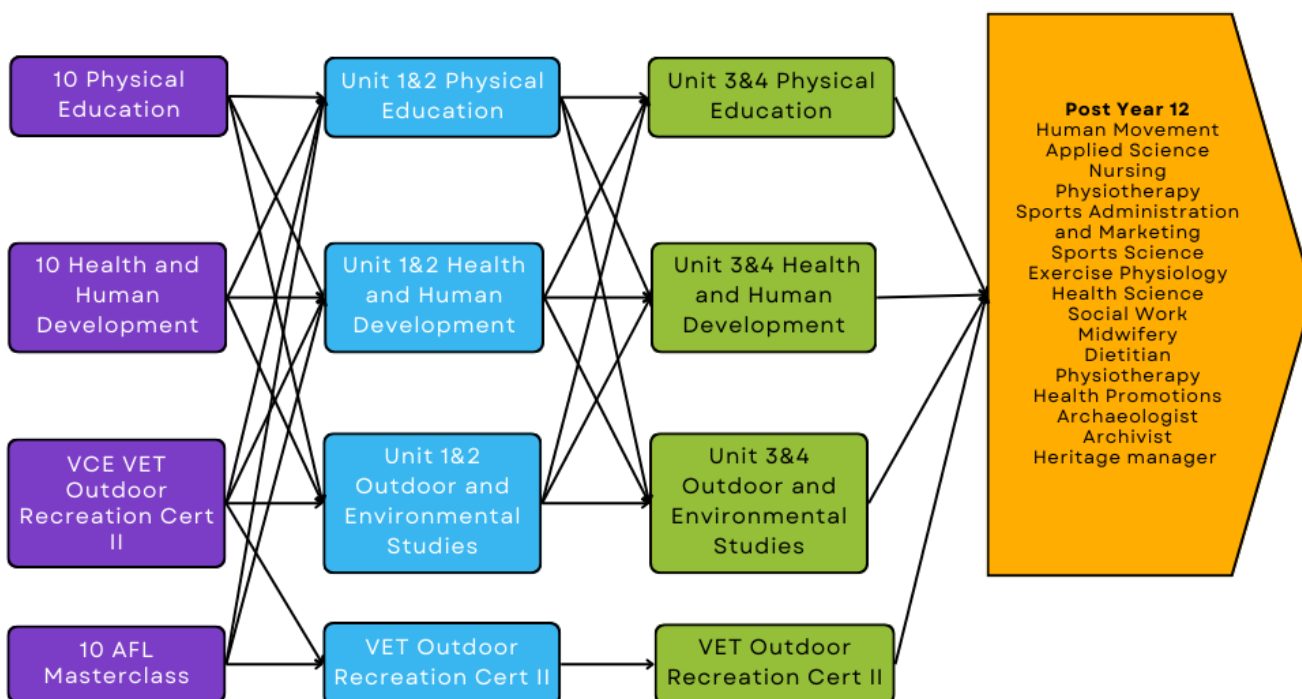 10 Physical
Education
Unit 1&2 Physical
Education
Unit 3&4 Physical
Education
10 Health and
Human
Development
Unit 1&2 Health
and Human
Development
Unit 3&4 Health
and Human
Development
VCE VET
Outdoor
Recreation Cert
II
Unit 1&2
Outdoor and
Environmental
Studies
Unit 3&4
Outdoor and
Environmental
Studies
10 AFL
Masterclass
VET Outdoor
Recreation Cert II
VET Outdoor
Recreation Cert II
Post Year 12
Human Movement
Applied Science
Nursing
Physiotherapy
Sports Administration
and Marketing
Sports Science
Exercise Physiology
Health Science
Social Work
Midwifery
Dietitian
Physiotherapy
Health Promotions
Archaeologist
Archivist
Heritage manager